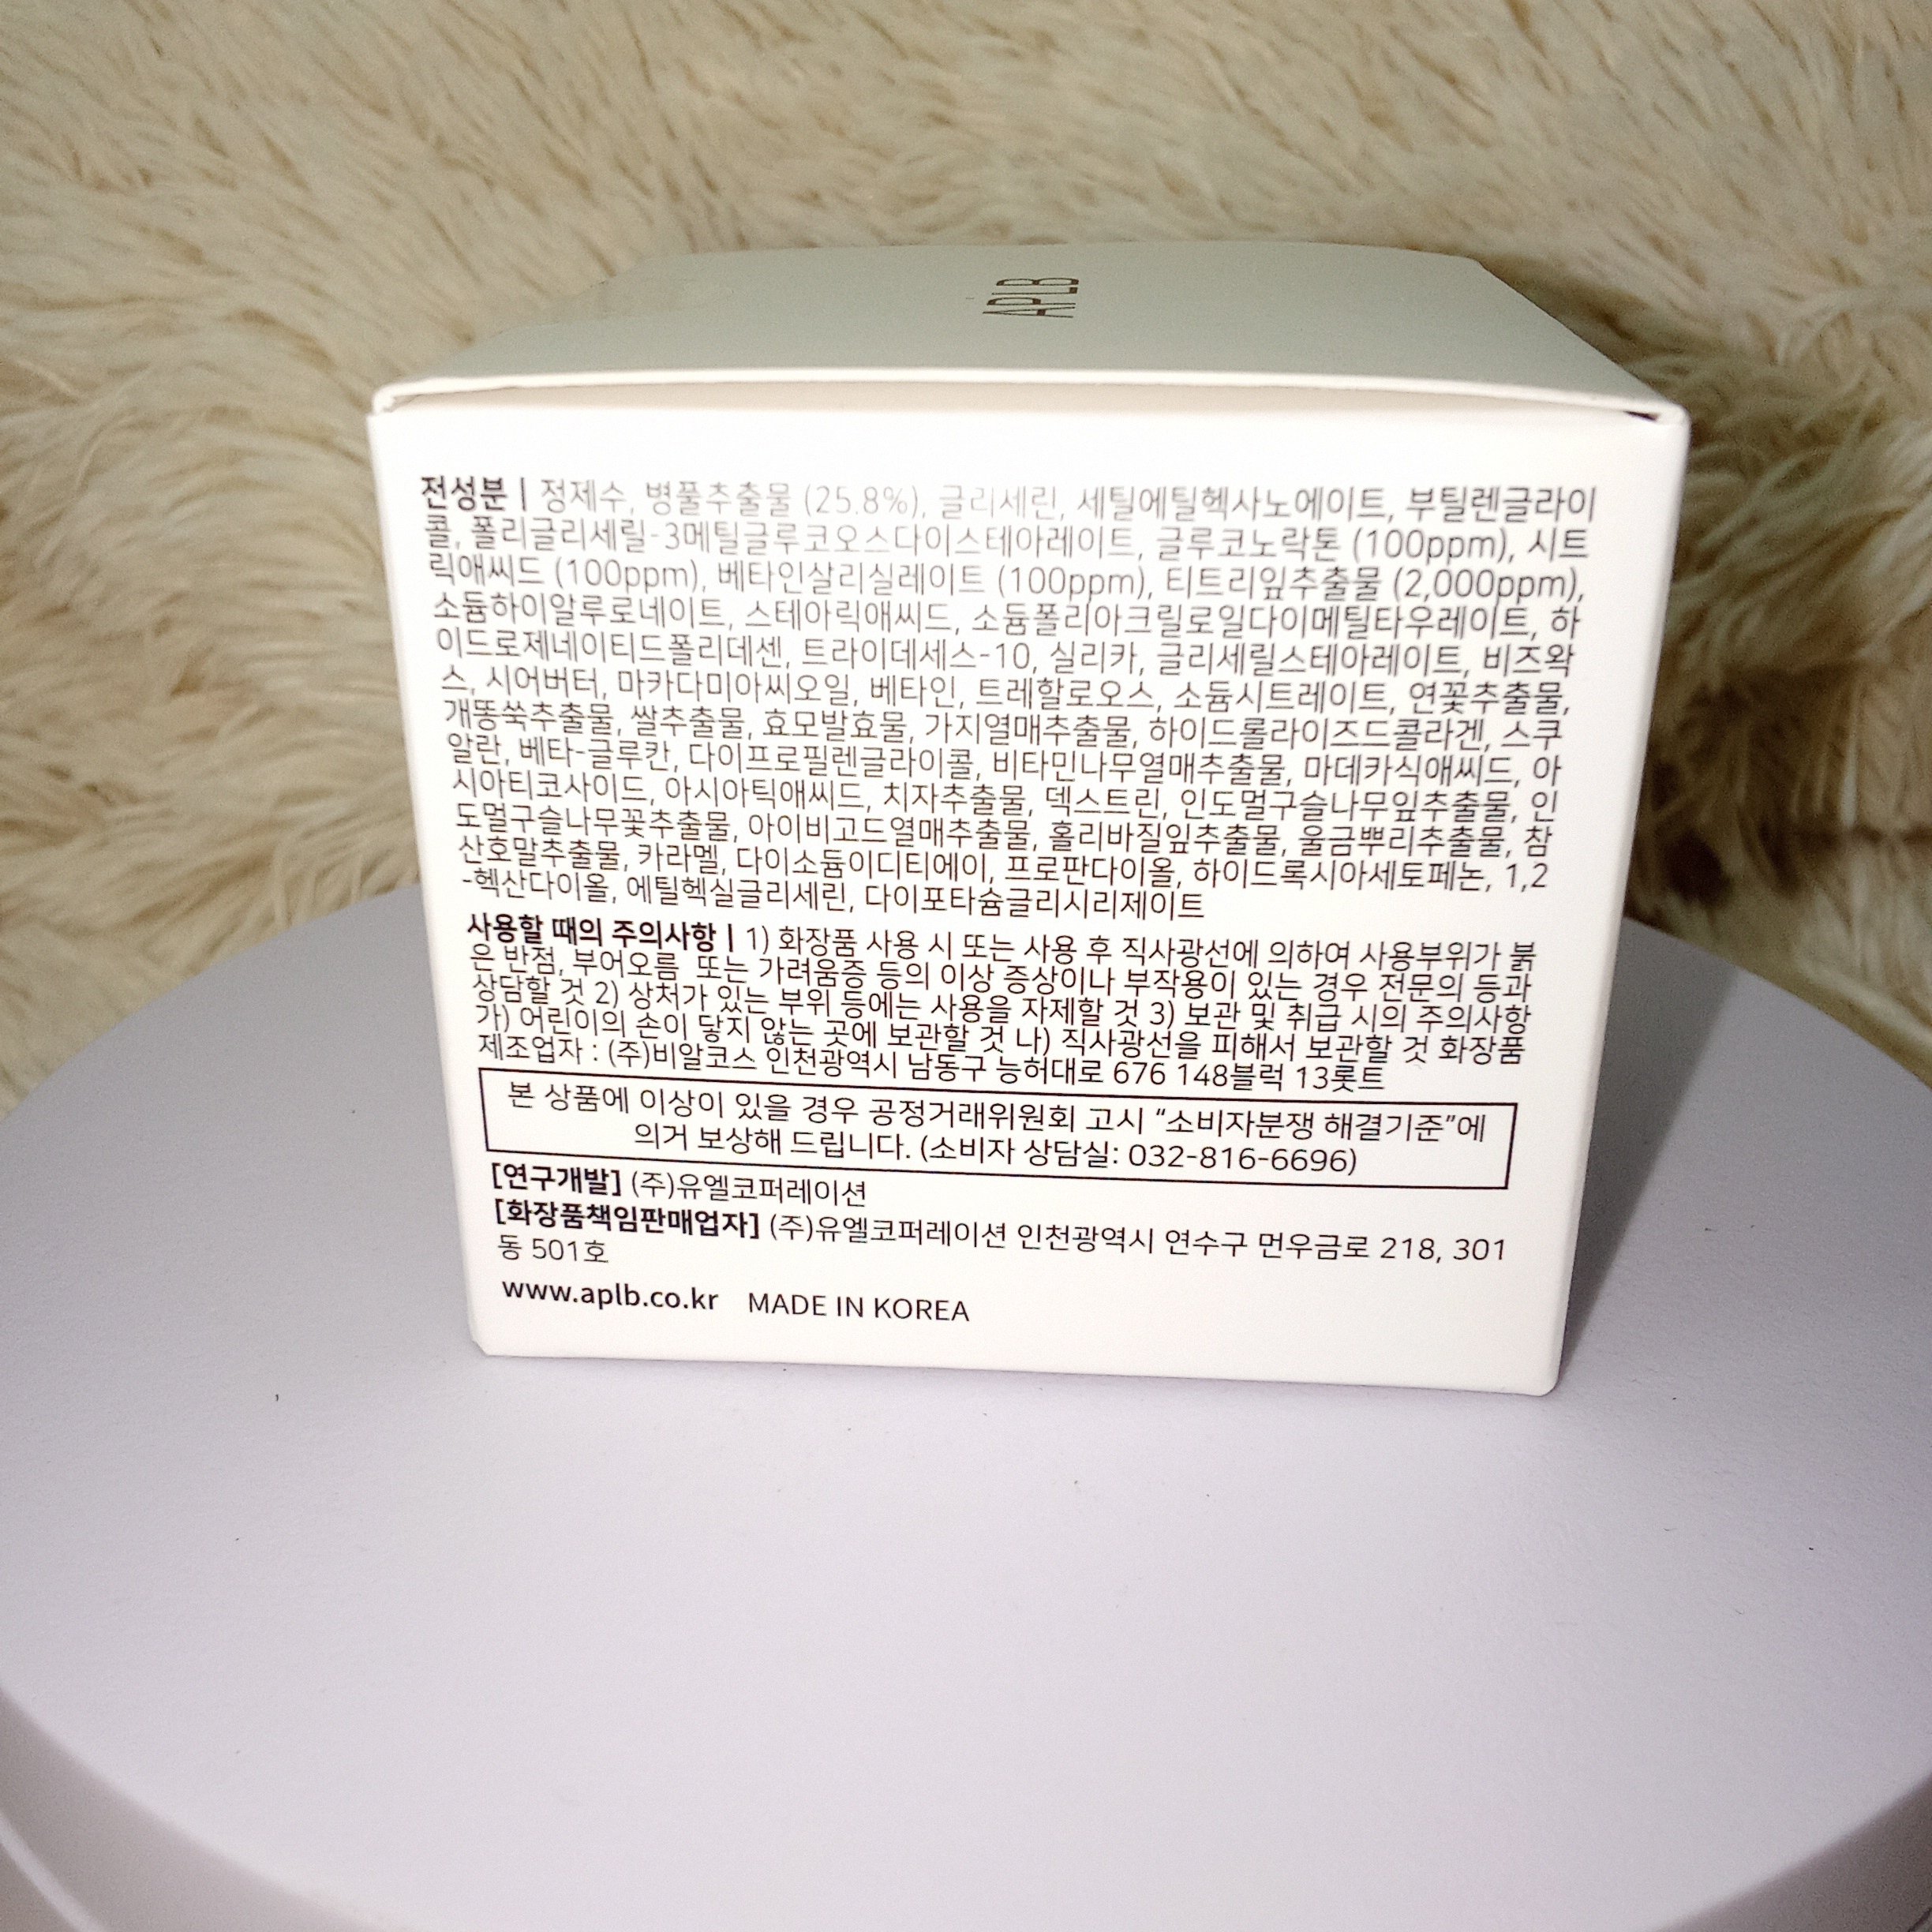 APLB
전성분 | 정제수, 병풀추출물 (25.8%), 글리세린, 세틸에틸헥사노에이트, 부틸렌글라이
콜, 폴리글리세릴-3메틸글루코오스다이스테아레이트, 글루코노락톤 (100ppm), 시트
릭애씨드 (100ppm), 베타인살리실레이트 (100ppm), 티트리잎추출물 (2,000ppm),
소듐하이알루로네이트, 스테아릭애씨드, 소듐폴리아크릴로일다이메틸타우레이트, 하
이드로제네이티드폴리데센, 트라이데세스-10, 실리카, 글리세릴스테아레이트, 비즈왁
스, 시어버터, 마카다미아씨오일, 베타인, 트레할로오스, 소듐시트레이트, 연꽃추출물,
개똥쑥추출물, 쌀추출물, 효모발효물, 가지열매추출물, 하이드롤라이즈드콜라겐, 스쿠
알란, 베타-글루칸, 다이프로필렌글라이콜, 비타민나무열매추출물, 마데카식애씨드, 아
시아티코사이드, 아시아틱애씨드, 치자추출물, 덱스트린, 인도멀구슬나무잎추출물, 인
도멀구슬나무꽃추출물, 아이비고드열매추출물, 홀리바질잎추출물, 울금뿌리추출물, 참
산호말추출물, 카라멜, 다이소듐이디티에이, 프로판다이올, 하이드록시아세토페논, 1,2
-헥산다이올, 에틸헥실글리세린, 다이포타슘글리시리제이트
사용할 때의 주의사항 | 1) 화장품 사용 시 또는 사용 후 직사광선에 의하여 사용부위가 붉
은 반점, 부어오름 또는 가려움증 등의 이상 증상이나 부작용이 있는 경우 전문의 등과
상담할 것 2) 상처가 있는 부위 등에는 사용을 자제할 것 3) 보관 및 취급 시의 주의사항
가) 어린이의 손이 닿지 않는 곳에 보관할 것 나) 직사광선을 피해서 보관할 것 화장품
제조업자 : (주)비알코스 인천광역시 남동구 능허대로 676 148블럭 13롯트
본 상품에 이상이 있을 경우 공정거래위원회 고시 “소비자분쟁 해결기준”에
의거 보상해 드립니다. (소비자 상담실: 032-816-6696)
[연구개발] (주)유엘코퍼레이션
[화장품책임판매업자] (주)유엘코퍼레이션 인천광역시 연수구 먼우금로 218, 301
동 501호
www.aplb.co.kr MADE IN KOREA